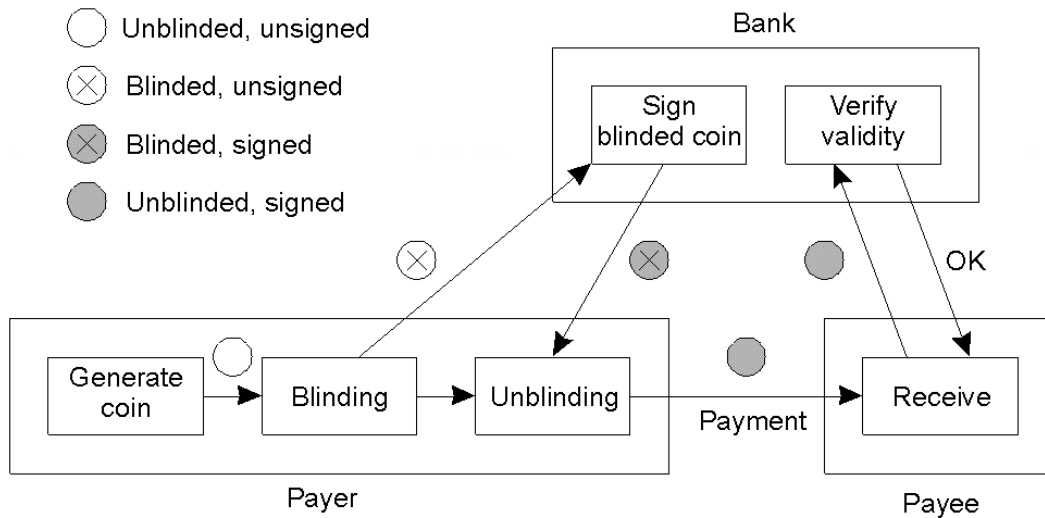 Unblinded, unsigned
Blinded, unsigned
Blinded, signed
Unblinded, signed
Bank
Sign
blinded coin
Verify
validity
OK
Generate
coin
Blinding
Unblinding
Payment
Receive
Payer
Payee